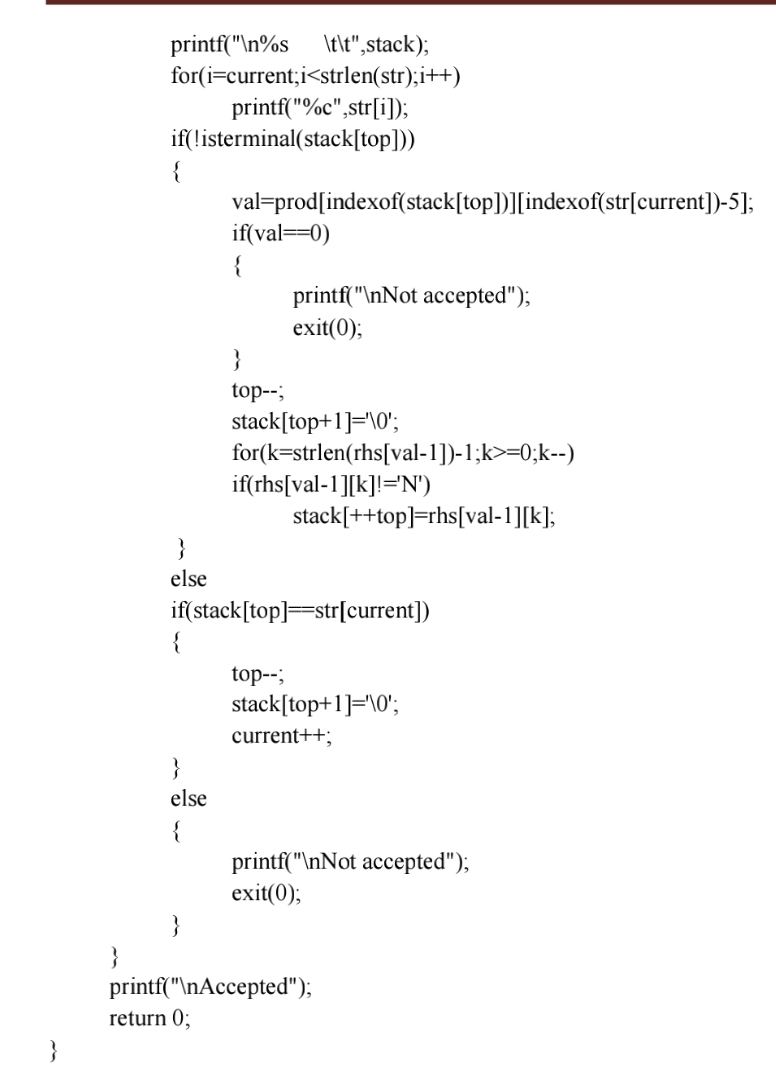 printf("\n%s     \t\t",stack);
for(i=current;i<strlen(str);i++)
printf("%c",str[i]);
if(!isterminal(stack[top]))
{
val=prod[indexof(stack[top])][indexof(str[current])-5];
if(val==0)
{
printf("\nNot accepted");
exit(0);
}
top--;
stack[top+1]='\0';
for(k=strlen(rhs[val-1])-1;k>=0;k--)
if(rhs[val-1][k]!='N')
stack[++top]=rhs[val-1][k];
}
else
if(stack[top]==str[current])
{
top--;
stack[top+1]='\0';
current++;
}
else
{
printf("\nNot accepted");
exit(0);
}
}
printf("\nAccepted");
return 0;
}